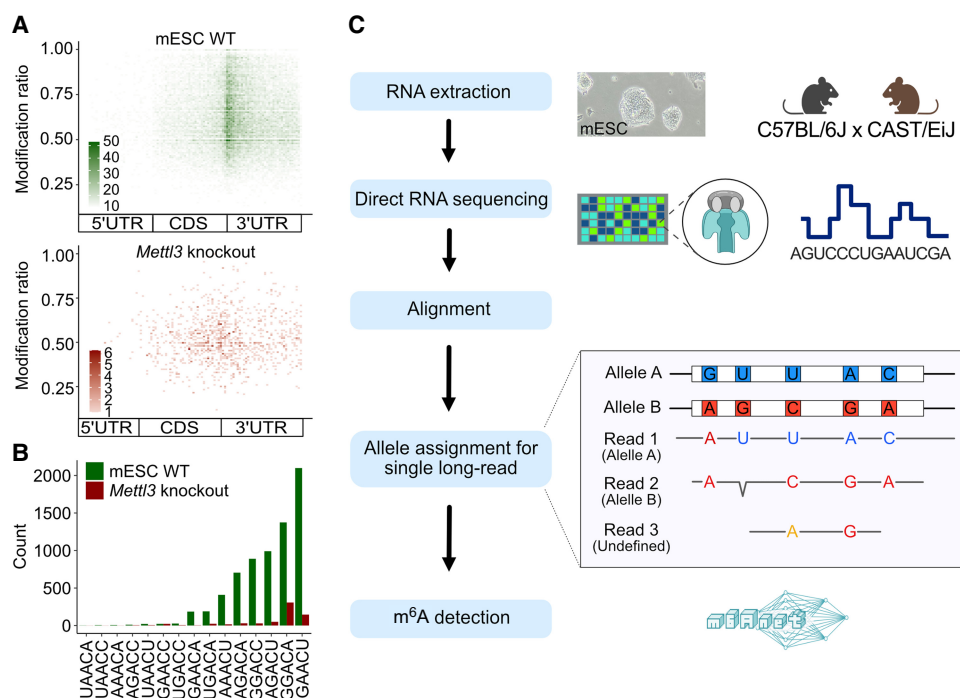 A
mESC WT
Modification ratio
1.00
0.75
0.50
0.25
50
40
30
20
10
5'UTR CDS 3'UTR
Mettl3 knockout
Modification ratio
1.00
0.75
0.50
0.25
6
5
4
3
2
1
5'UTR CDS 3'UTR
B
mESC WT
Mettl3 knockout
Count
2000
1500
1000
500
0
UAACA
UAACC
AAACA
AGACC
UAACU
GAACC
UGACC
GAACA
UGACA
AAACU
AGACA
GGACC
AGACU
GGACA
GAACU
C
RNA extraction
mESC
C57BL/6J x CAST/EiJ
Direct RNA sequencing
AGUCCCUGAAUCGA
Alignment
Allele assignment for
single long-read
Allele A G U U A C
Allele B A G C G A
Read 1 A U U A C
(Alelle A)
Read 2 A C G A
(Alelle B)
Read 3 A G
(Undefined)
m⁶A detection
m6Anet